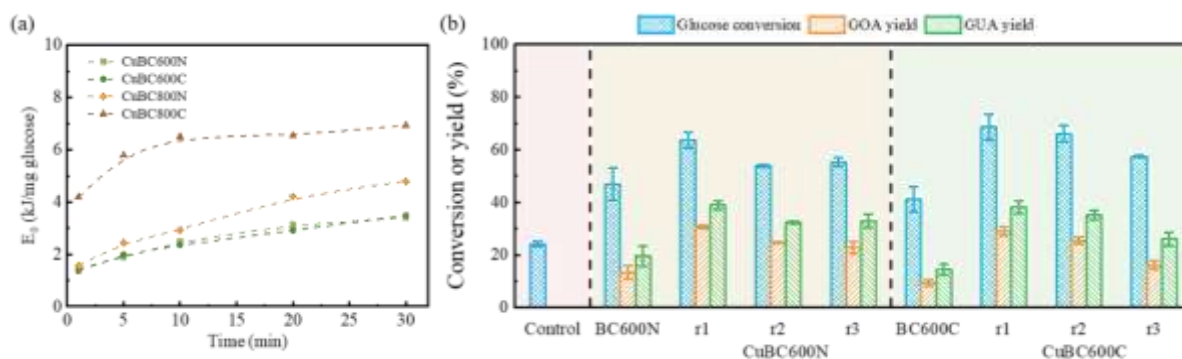 (a)
10
8
6
4
2
0
E₀ (kJ/mg glucose)
CuBC600N
CuBC600C
CuBC800N
CuBC800C
0 5 10 15 20 25 30
Time (min)
(b)
Glucose conversion GOA yield GUA yield
100
80
60
40
20
0
Conversion or yield (%)
Control BC600N r1 r2 r3 BC600C r1 r2 r3
CuBC600N CuBC600C